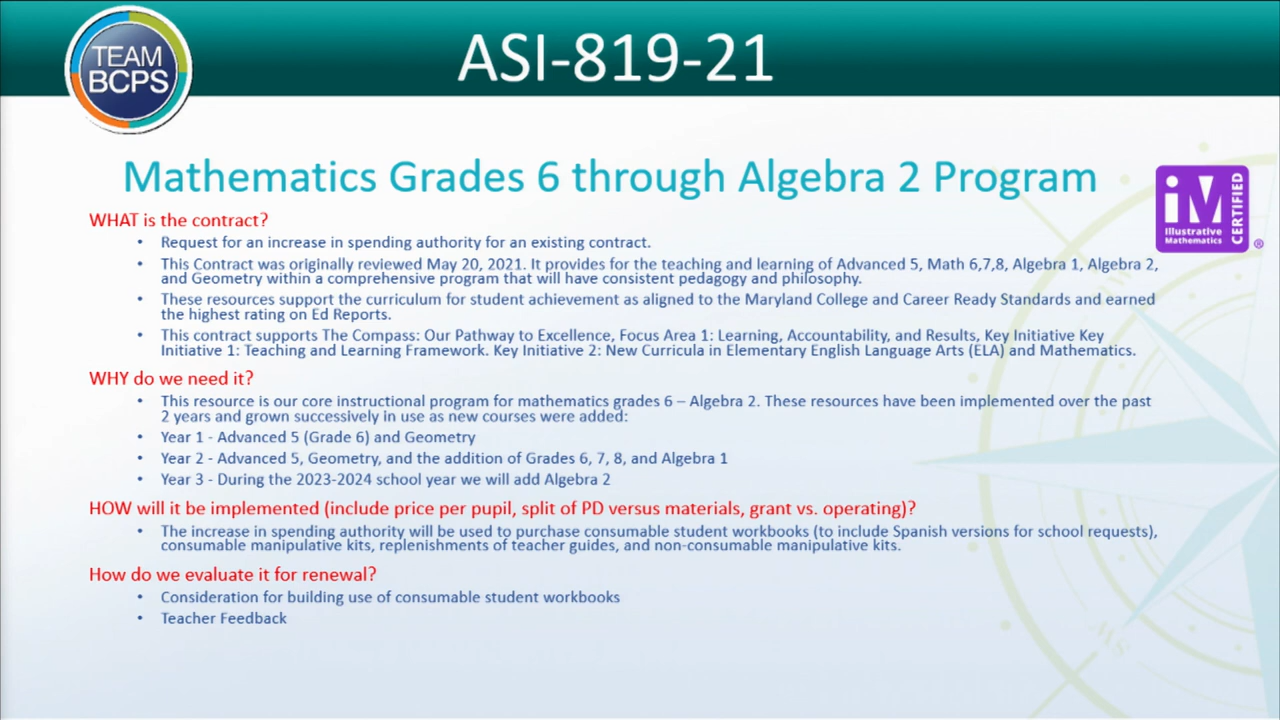 TEAM
BCPS
ASI-819-21
Mathematics Grades 6 through Algebra 2 Program
iM
Illustrative
Mathematics
CERTIFIED
®
WHAT is the contract?
• Request for an increase in spending authority for an existing contract.
• This Contract was originally reviewed May 20, 2021. It provides for the teaching and learning of Advanced 5, Math 6,7,8, Algebra 1, Algebra 2,
and Geometry within a comprehensive program that will have consistent pedagogy and philosophy.
• These resources support the curriculum for student achievement as aligned to the Maryland College and Career Ready Standards and earned
the highest rating on Ed Reports.
• This contract supports The Compass: Our Pathway to Excellence, Focus Area 1: Learning, Accountability, and Results, Key Initiative Key
Initiative 1: Teaching and Learning Framework. Key Initiative 2: New Curricula in Elementary English Language Arts (ELA) and Mathematics.
WHY do we need it?
• This resource is our core instructional program for mathematics grades 6 – Algebra 2. These resources have been implemented over the past
2 years and grown successively in use as new courses were added:
• Year 1 - Advanced 5 (Grade 6) and Geometry
• Year 2 - Advanced 5, Geometry, and the addition of Grades 6, 7, 8, and Algebra 1
• Year 3 - During the 2023-2024 school year we will add Algebra 2
HOW will it be implemented (include price per pupil, split of PD versus materials, grant vs. operating)?
• The increase in spending authority will be used to purchase consumable student workbooks (to include Spanish versions for school requests),
consumable manipulative kits, replenishments of teacher guides, and non-consumable manipulative kits.
How do we evaluate it for renewal?
• Consideration for building use of consumable student workbooks
• Teacher Feedback